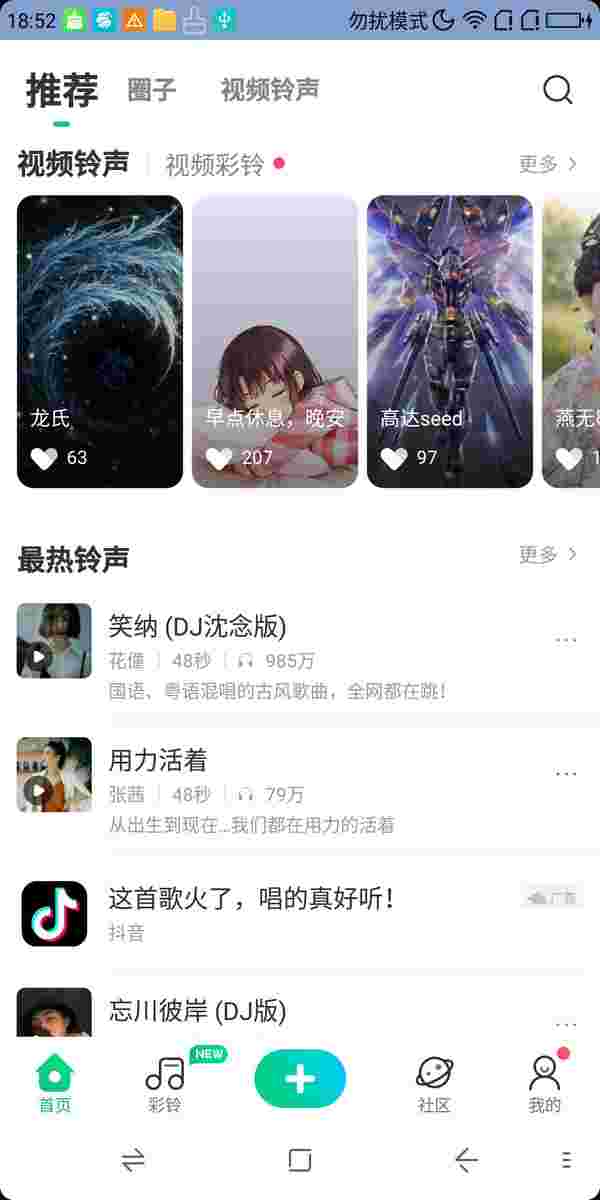 18:52 勿扰模式
推荐 圈子 视频铃声
视频铃声 视频彩铃 更多
龙氏 早点休息，晚安 高达seed 燕无
63 207 97 1
最热铃声 更多
笑纳 (DJ沈念版)
花僮 48秒 985万
国语、粤语混唱的古风歌曲，全网都在跳！
用力活着
张茜 48秒 79万
从出生到现在...我们都在用力的活着
这首歌火了，唱的真好听！ 广告
抖音
忘川彼岸 (DJ版)
NEW
首页 彩铃 社区 我的